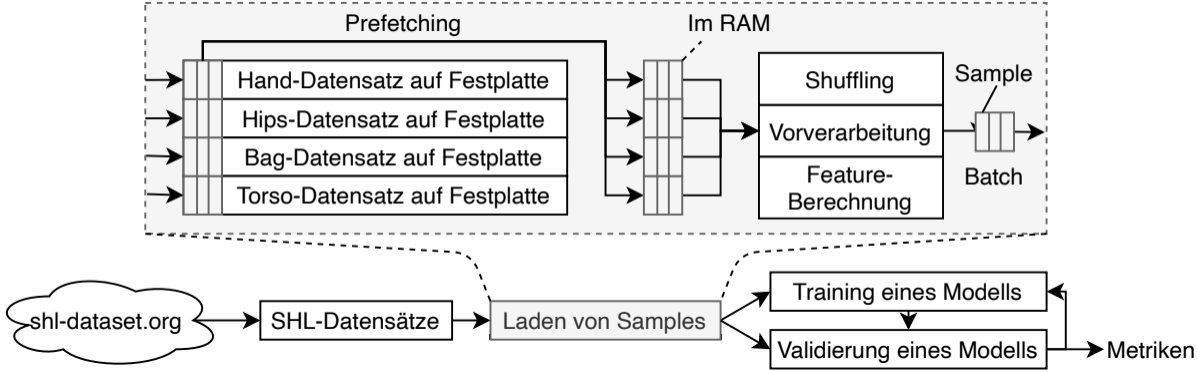 Prefetching
Im RAM
Hand-Datensatz auf Festplatte
Hips-Datensatz auf Festplatte
Bag-Datensatz auf Festplatte
Torso-Datensatz auf Festplatte
Shuffling
Vorverarbeitung
Feature-
Berechnung
Sample
Batch
shl-dataset.org
SHL-Datensätze
Laden von Samples
Training eines Modells
Validierung eines Modells
Metriken